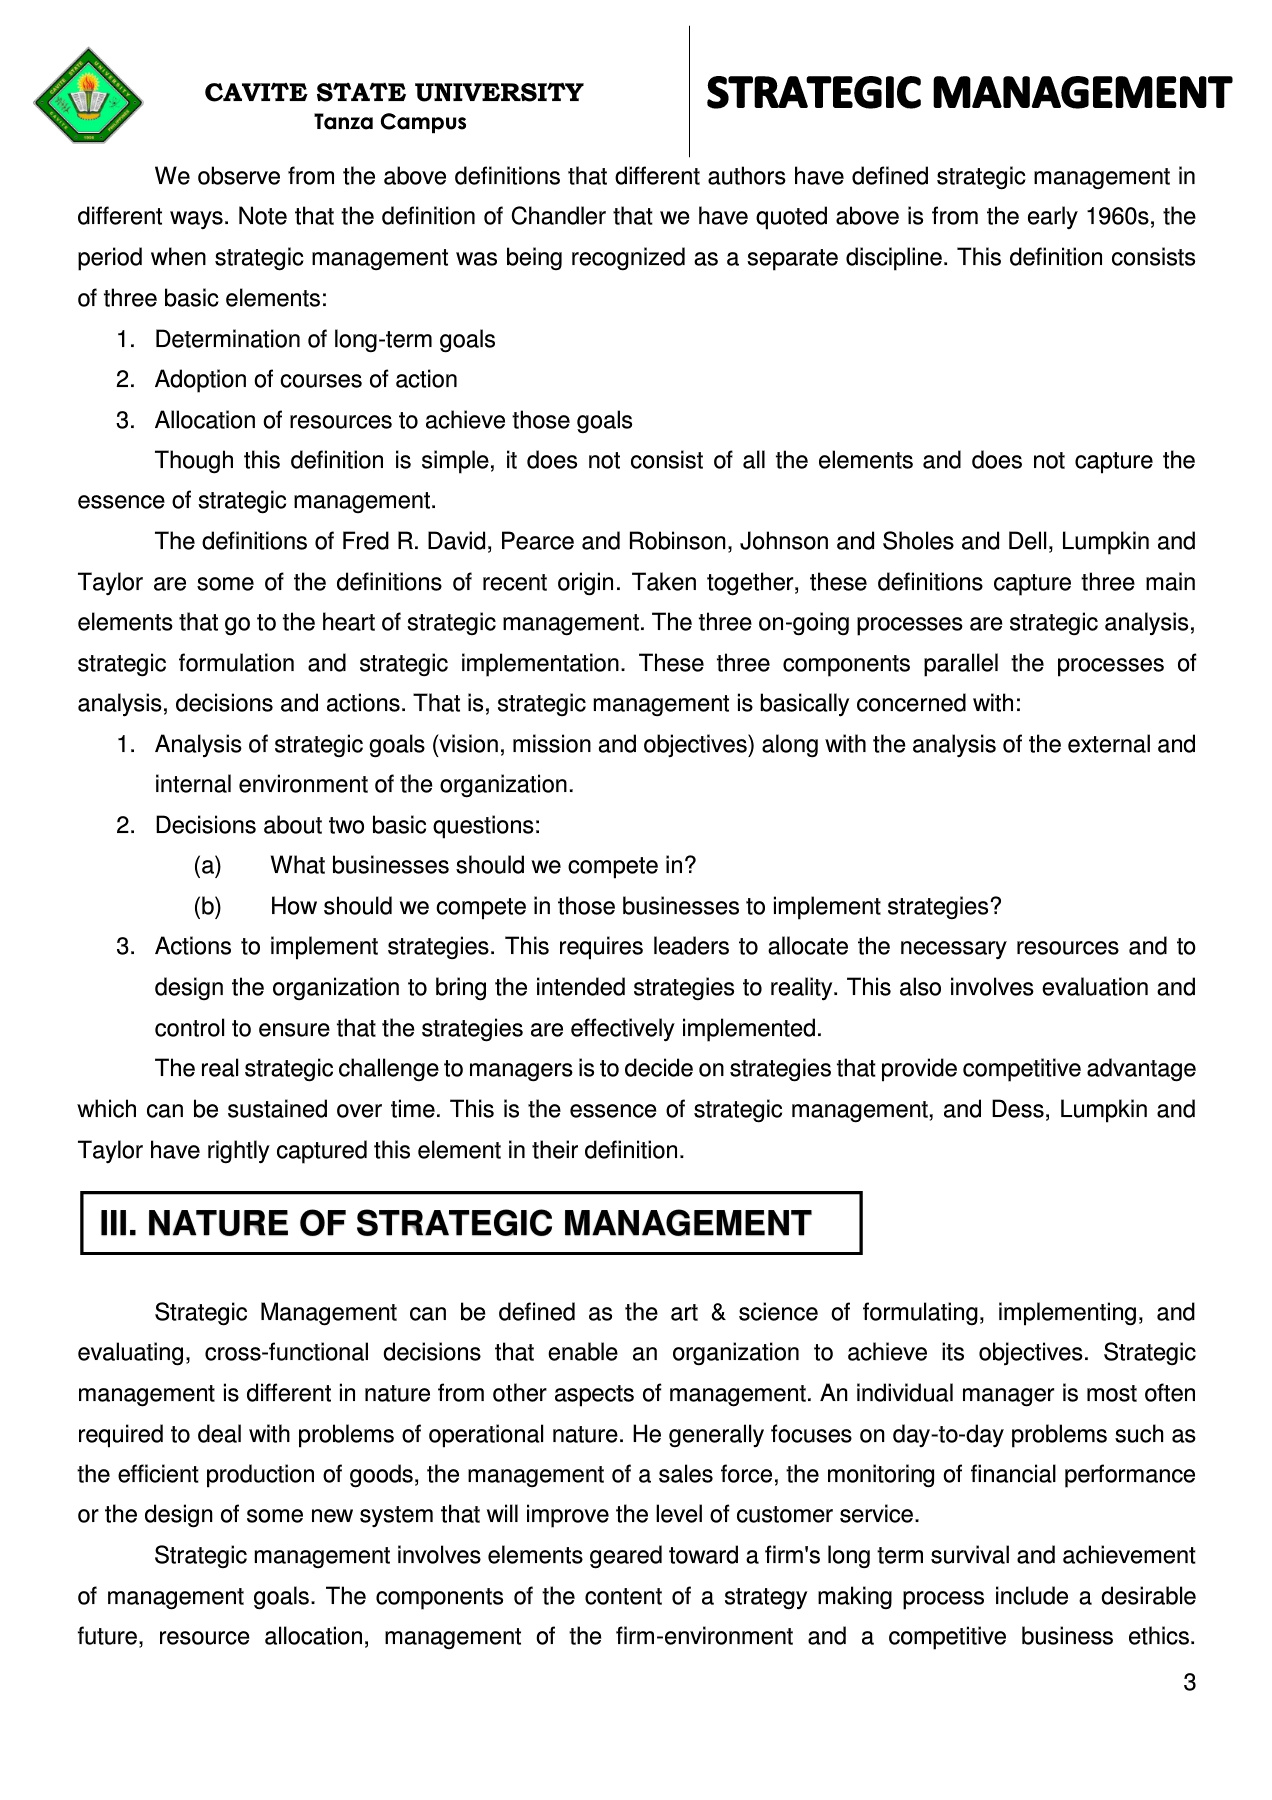 CAVITE STATE UNIVERSITY
Tanza Campus
STRATEGIC MANAGEMENT
We observe from the above definitions that different authors have defined strategic management in
different ways. Note that the definition of Chandler that we have quoted above is from the early 1960s, the
period when strategic management was being recognized as a separate discipline. This definition consists
of three basic elements:
1. Determination of long-term goals
2. Adoption of courses of action
3. Allocation of resources to achieve those goals
Though this definition is simple, it does not consist of all the elements and does not capture the
essence of strategic management.
The definitions of Fred R. David, Pearce and Robinson, Johnson and Sholes and Dell, Lumpkin and
Taylor are some of the definitions of recent origin. Taken together, these definitions capture three main
elements that go to the heart of strategic management. The three on-going processes are strategic analysis,
strategic formulation and strategic implementation. These three components parallel the processes of
analysis, decisions and actions. That is, strategic management is basically concerned with:
1. Analysis of strategic goals (vision, mission and objectives) along with the analysis of the external and
internal environment of the organization.
2. Decisions about two basic questions:
(a) What businesses should we compete in?
(b) How should we compete in those businesses to implement strategies?
3. Actions to implement strategies. This requires leaders to allocate the necessary resources and to
design the organization to bring the intended strategies to reality. This also involves evaluation and
control to ensure that the strategies are effectively implemented.
The real strategic challenge to managers is to decide on strategies that provide competitive advantage
which can be sustained over time. This is the essence of strategic management, and Dess, Lumpkin and
Taylor have rightly captured this element in their definition.
III. NATURE OF STRATEGIC MANAGEMENT
Strategic Management can be defined as the art & science of formulating, implementing, and
evaluating, cross-functional decisions that enable an organization to achieve its objectives. Strategic
management is different in nature from other aspects of management. An individual manager is most often
required to deal with problems of operational nature. He generally focuses on day-to-day problems such as
the efficient production of goods, the management of a sales force, the monitoring of financial performance
or the design of some new system that will improve the level of customer service.
Strategic management involves elements geared toward a firm's long term survival and achievement
of management goals. The components of the content of a strategy making process include a desirable
future, resource allocation, management of the firm-environment and a competitive business ethics.
3